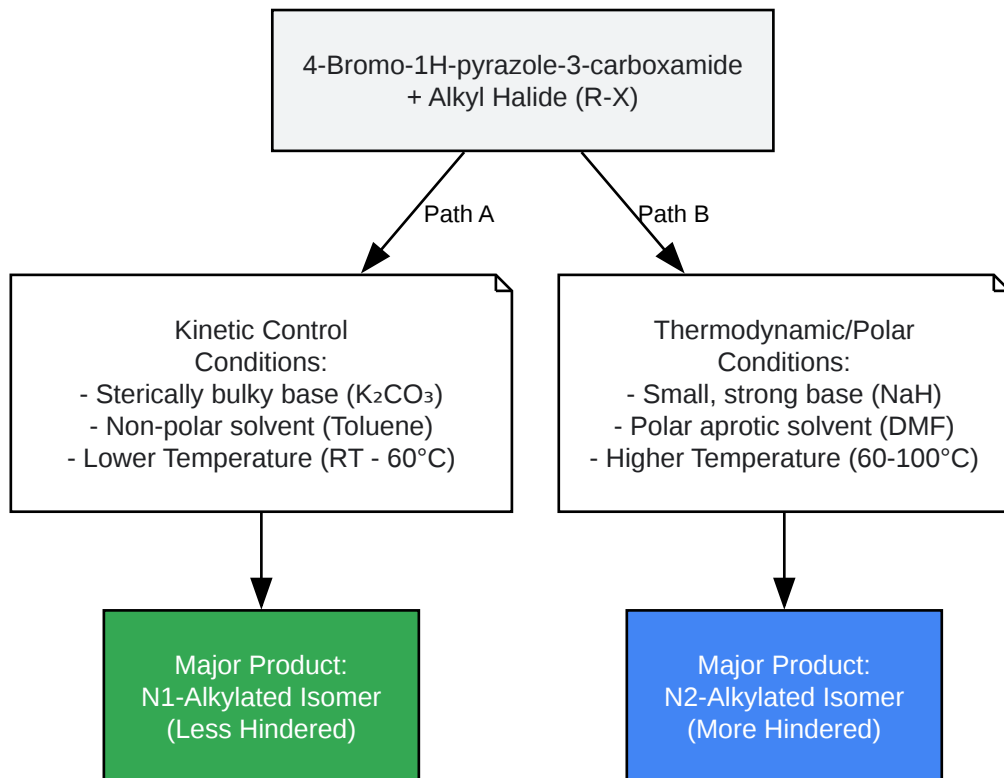 4-Bromo-1H-pyrazole-3-carboxamide
+ Alkyl Halide (R-X)
Path A
Path B
Kinetic Control
Conditions:
- Sterically bulky base (K₂CO₃)
- Non-polar solvent (Toluene)
- Lower Temperature (RT - 60°C)
Thermodynamic/Polar
Conditions:
- Small, strong base (NaH)
- Polar aprotic solvent (DMF)
- Higher Temperature (60-100°C)
Major Product:
N1-Alkylated Isomer
(Less Hindered)
Major Product:
N2-Alkylated Isomer
(More Hindered)